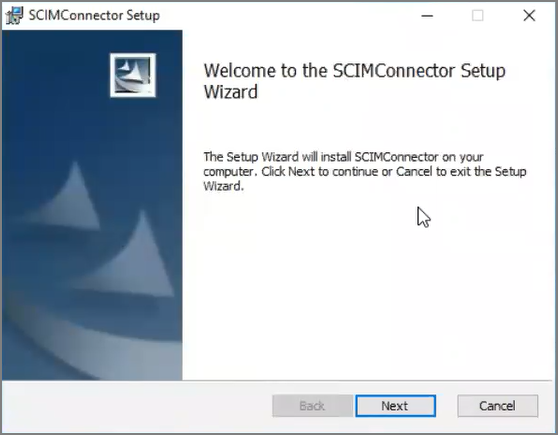 SCIMConnector Setup
Welcome to the SCIMConnector Setup
Wizard
The Setup Wizard will install SCIMConnector on your
computer. Click Next to continue or Cancel to exit the Setup
Wizard.
Back
Next
Cancel